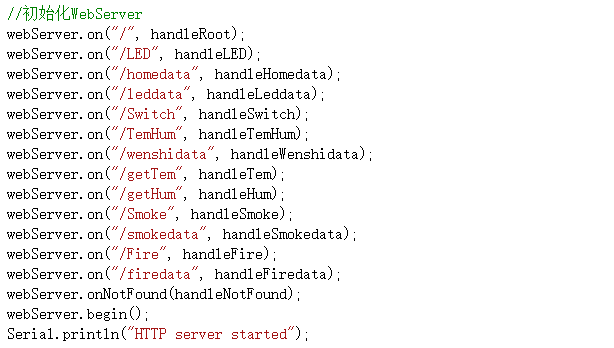 //初始化WebServer
webServer.on("/", handleRoot);
webServer.on("/LED", handleLED);
webServer.on("/homedata", handleHomedata);
webServer.on("/leddata", handleLeddata);
webServer.on("/Switch", handleSwitch);
webServer.on("/TemHum", handleTemHum);
webServer.on("/wenshidata", handleWenshidata);
webServer.on("/getTem", handleTem);
webServer.on("/getHum", handleHum);
webServer.on("/Smoke", handleSmoke);
webServer.on("/smokedata", handleSmokedata);
webServer.on("/Fire", handleFire);
webServer.on("/firedata", handleFiredata);
webServer.onNotFound(handleNotFound);
webServer.begin();
Serial.println("HTTP server started");